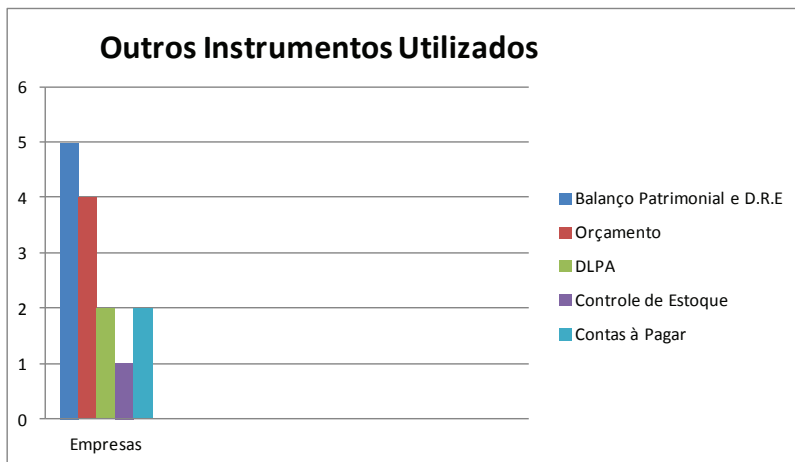 Outros Instrumentos Utilizados
6
5
4
3
2
1
0
Empresas
Balanço Patrimonial e D.R.E
Orçamento
DLPA
Controle de Estoque
Contas à Pagar